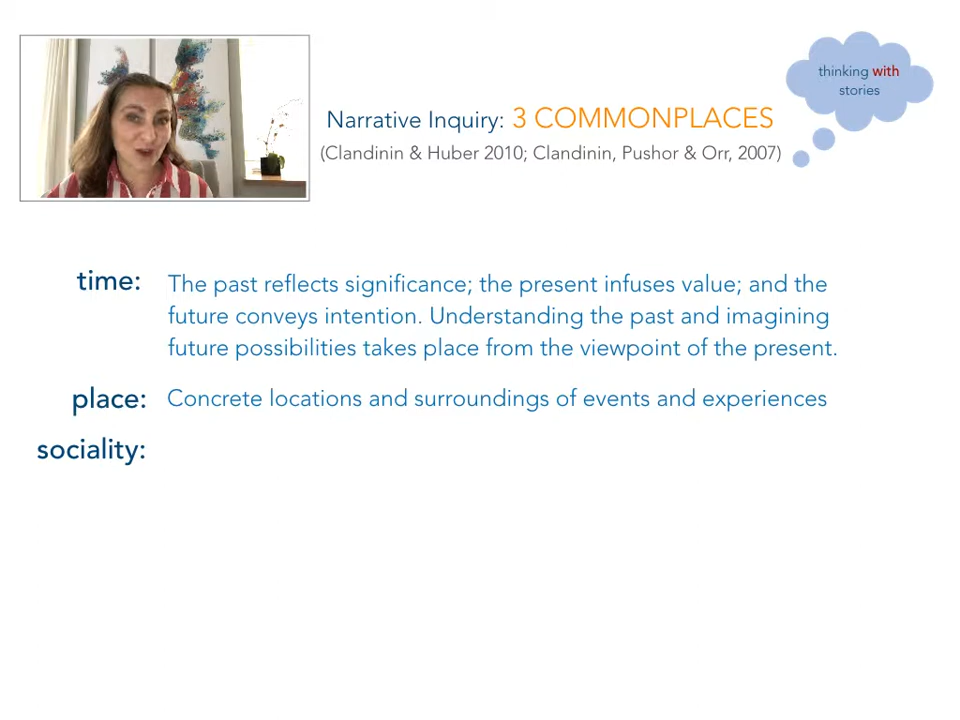 thinking with
stories
Narrative Inquiry: 3 COMMONPLACES
(Clandinin & Huber 2010; Clandinin, Pushor & Orr, 2007)
time: The past reflects significance; the present infuses value; and the
future conveys intention. Understanding the past and imagining
future possibilities takes place from the viewpoint of the present.
place: Concrete locations and surroundings of events and experiences
sociality: